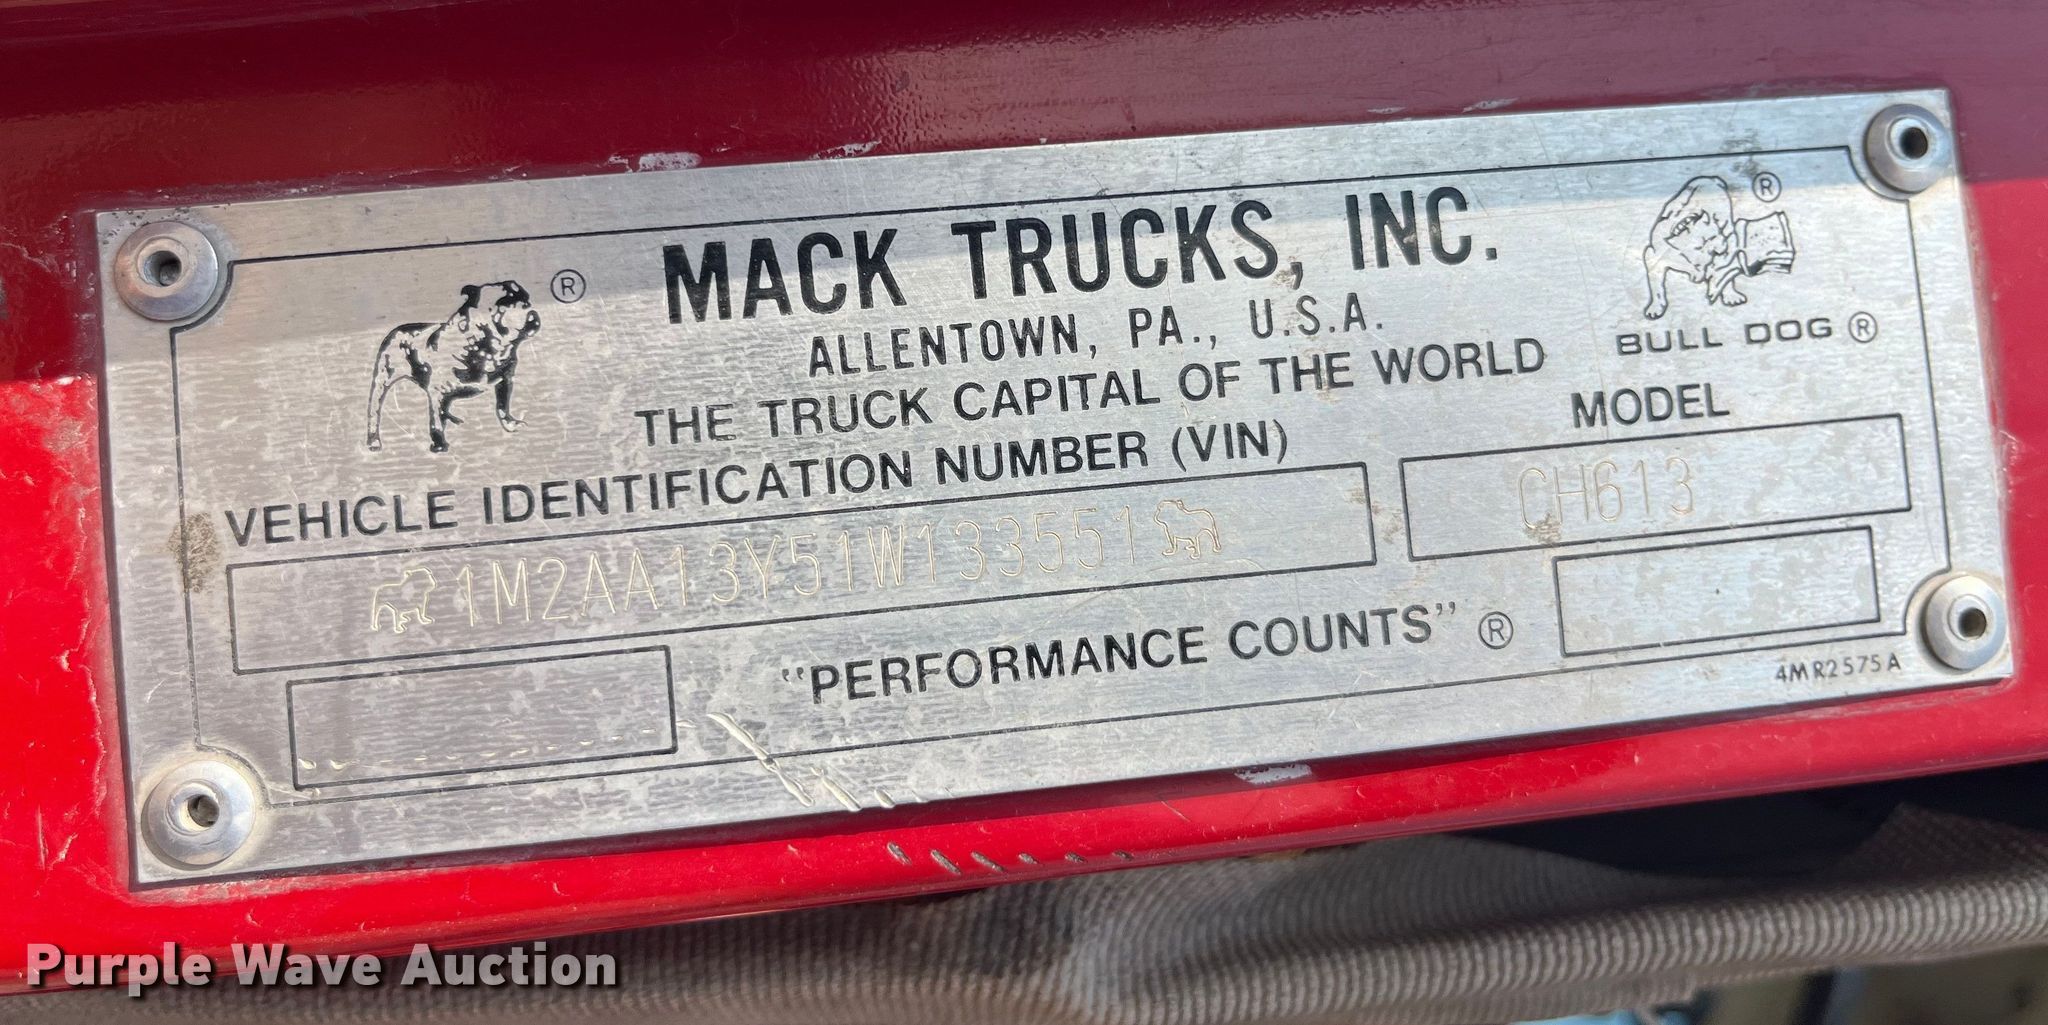 ®
MACK TRUCKS, INC.
ALLENTOWN, PA., U.S.A.
THE TRUCK CAPITAL OF THE WORLD
®
BULL DOG ®
VEHICLE IDENTIFICATION NUMBER (VIN)
MODEL
1M2AA13Y51W133551
CH613
"PERFORMANCE COUNTS" ®
4MR2575A
Purple Wave Auction